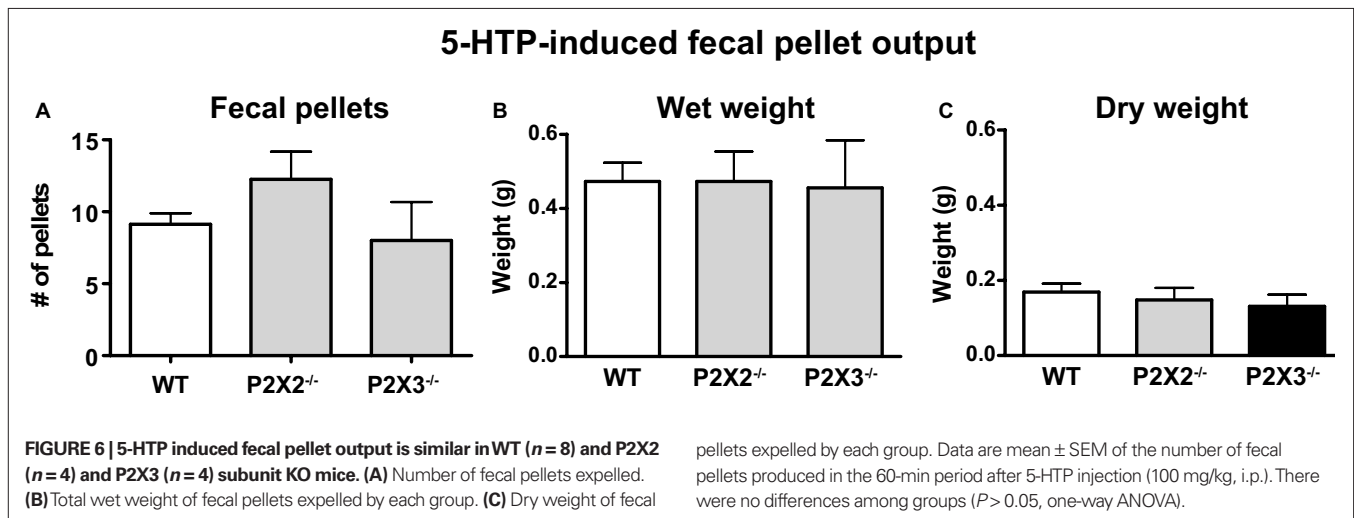 5-HTP-induced fecal pellet output
A
Fecal pellets
# of pellets
15
10
5
0
WT P2X2-/- P2X3-/-
B
Wet weight
Weight (g)
0.6
0.4
0.2
0.0
WT P2X2-/- P2X3-/-
C
Dry weight
Weight (g)
0.6
0.4
0.2
0.0
WT P2X2-/- P2X3-/-
FIGURE 6 | 5-HTP induced fecal pellet output is similar in WT (n = 8) and P2X2
(n = 4) and P2X3 (n = 4) subunit KO mice. (A) Number of fecal pellets expelled.
(B) Total wet weight of fecal pellets expelled by each group. (C) Dry weight of fecal
pellets expelled by each group. Data are mean ± SEM of the number of fecal
pellets produced in the 60-min period after 5-HTP injection (100 mg/kg, i.p.). There
were no differences among groups (P > 0.05, one-way ANOVA).